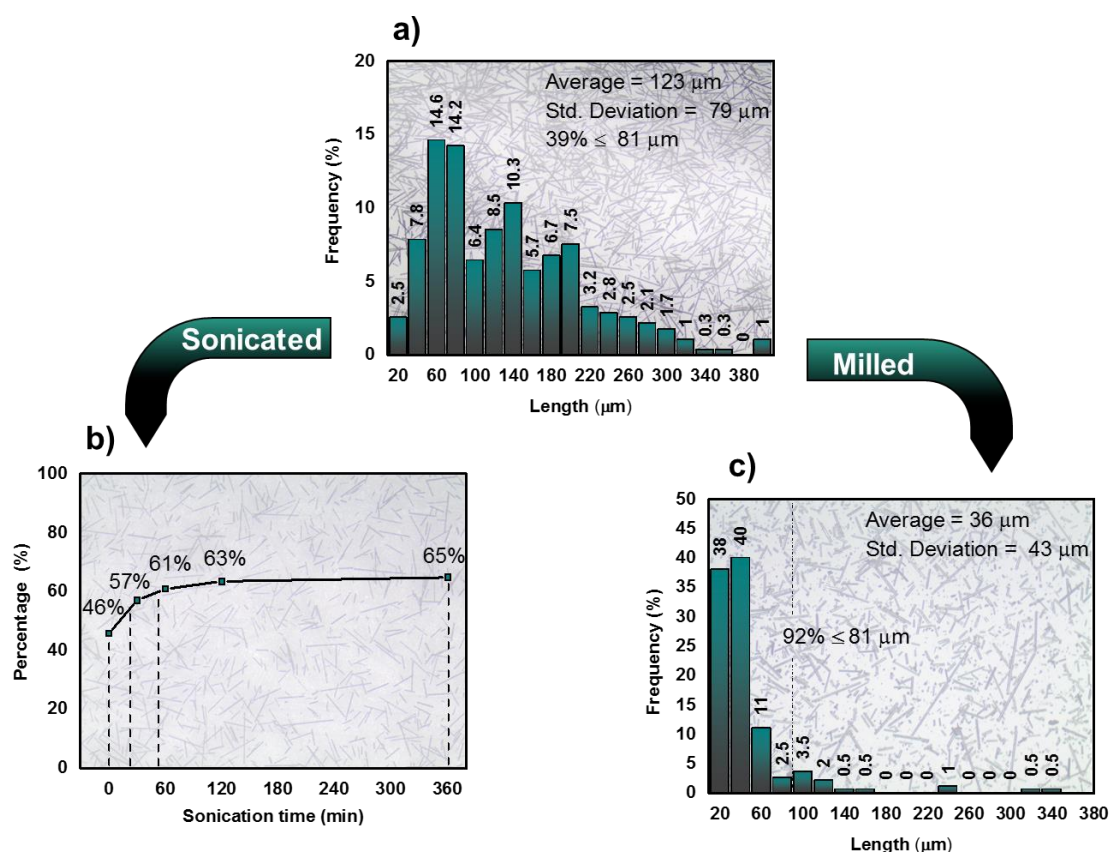 a)
Average = 123 μm
Std. Deviation = 79 μm
39% ≤ 81 μm
Frequency (%)
20
15
10
5
0
2.5 7.8 14.6 14.2 6.4 8.5 10.3 5.7 6.7 7.5 3.2 2.8 2.5 2.1 1.7 1 0.3 0.3 0 1
20 60 100 140 180 220 260 300 340 380
Length (μm)
Sonicated
Milled
b)
Percentage (%)
100
80
60
40
20
0
46% 57% 61% 63% 65%
0 60 120 180 240 300 360
Sonication time (min)
c)
Average = 36 μm
Std. Deviation = 43 μm
92% ≤ 81 μm
Frequency (%)
50
45
40
35
30
25
20
15
10
5
0
38 40 11 2.5 3.5 2 0.5 0.5 0 0 0 1 0 0 0 0.5 0.5
20 60 100 140 180 220 260 300 340 380
Length (μm)